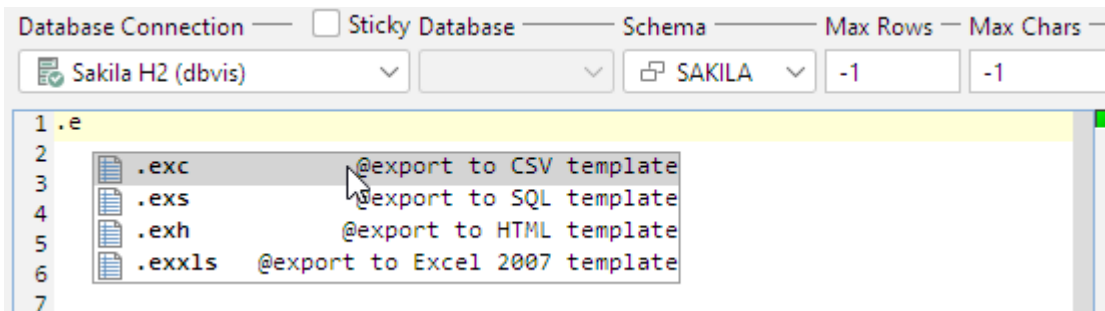 Database Connection Sticky Database Schema Max Rows Max Chars
Sakila H2 (dbvis) SAKILA -1 -1
1 .e
2
.exc @export to CSV template
3
.exs @export to SQL template
4
.exh @export to HTML template
5
.exxls @export to Excel 2007 template
6
7